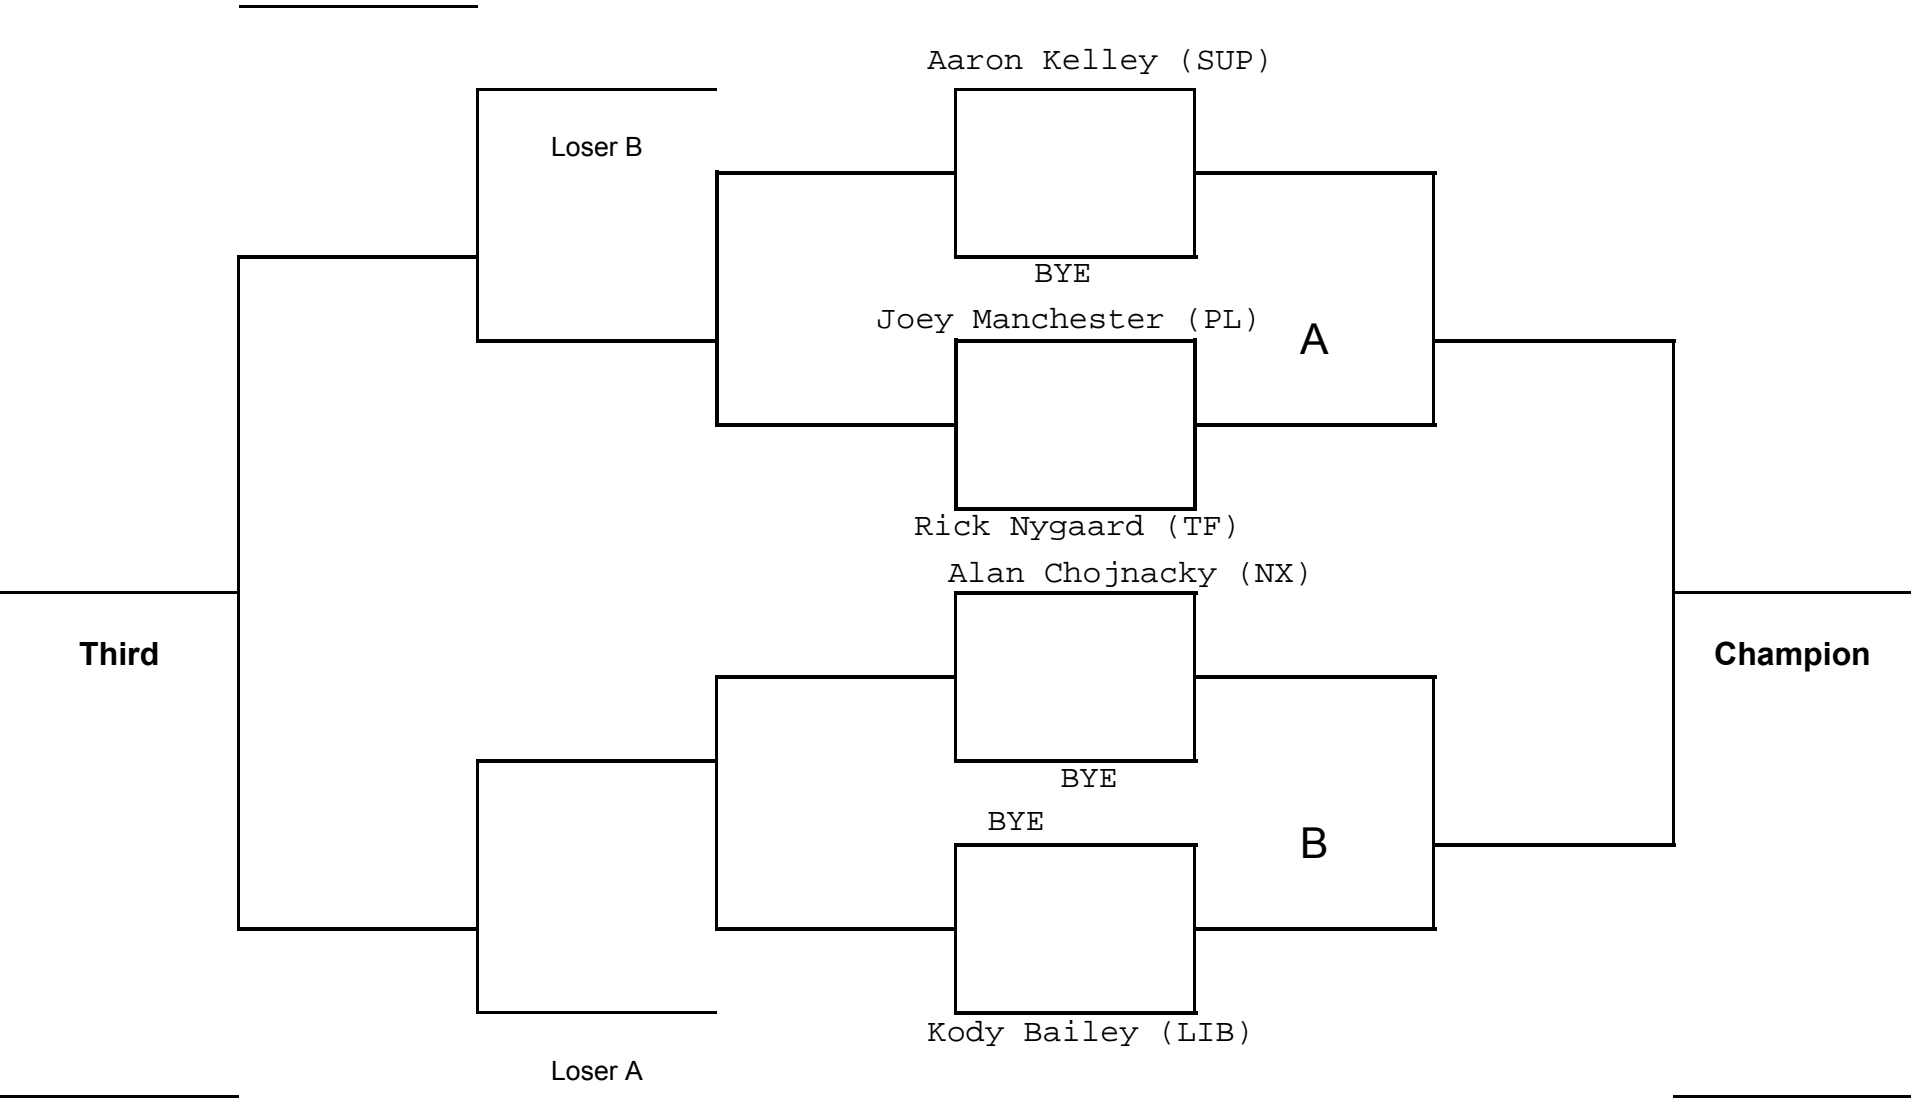 Aaron Kelley (SUP)
Loser B
BYE
Joey Manchester (PL)
A
Rick Nygaard (TF)
Alan Chojnacky (NX)
Third
Champion
BYE
BYE
B
Kody Bailey (LIB)
Loser A